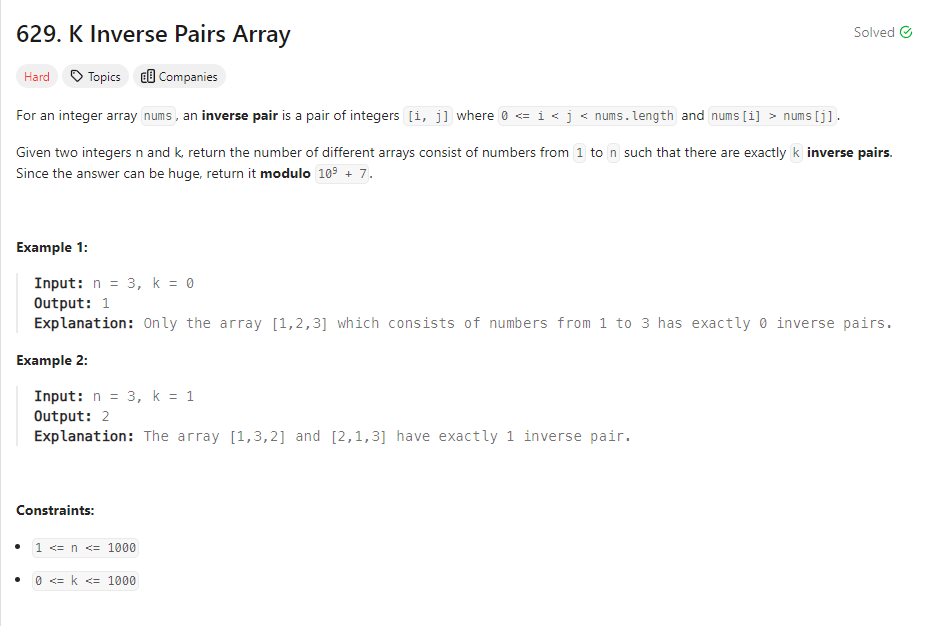 629. K Inverse Pairs Array
Solved
Hard Topics Companies
For an integer array nums, an inverse pair is a pair of integers [i, j] where 0 <= i < j < nums.length and nums[i] > nums[j].
Given two integers n and k, return the number of different arrays consist of numbers from 1 to n such that there are exactly k inverse pairs.
Since the answer can be huge, return it modulo 10⁹ + 7.
Example 1:
Input: n = 3, k = 0
Output: 1
Explanation: Only the array [1,2,3] which consists of numbers from 1 to 3 has exactly 0 inverse pairs.
Example 2:
Input: n = 3, k = 1
Output: 2
Explanation: The array [1,3,2] and [2,1,3] have exactly 1 inverse pair.
Constraints:
• 1 <= n <= 1000
• 0 <= k <= 1000